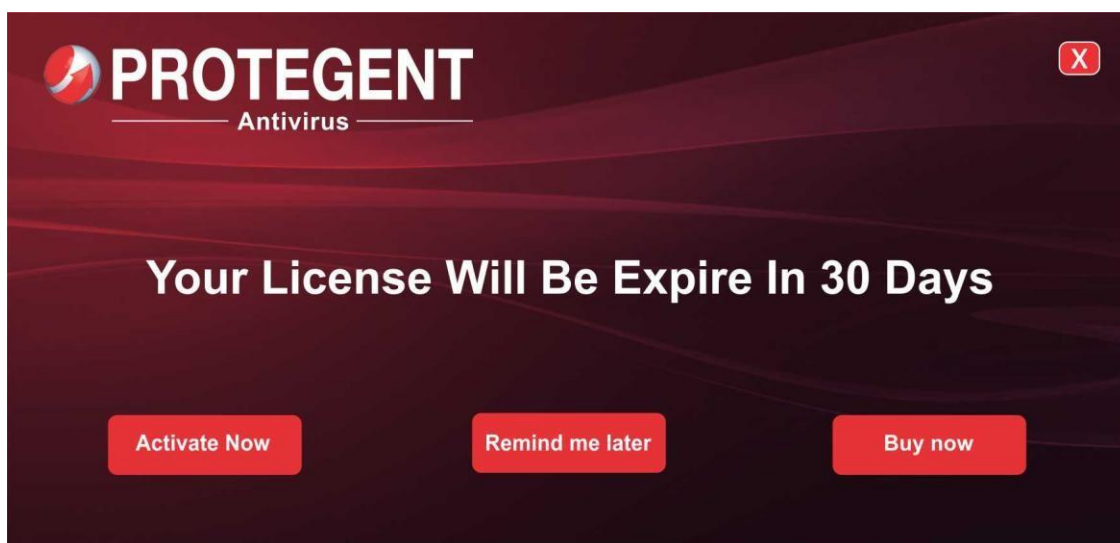 PROTEGENT
Antivirus
X
Your License Will Be Expire In 30 Days
Activate Now
Remind me later
Buy now